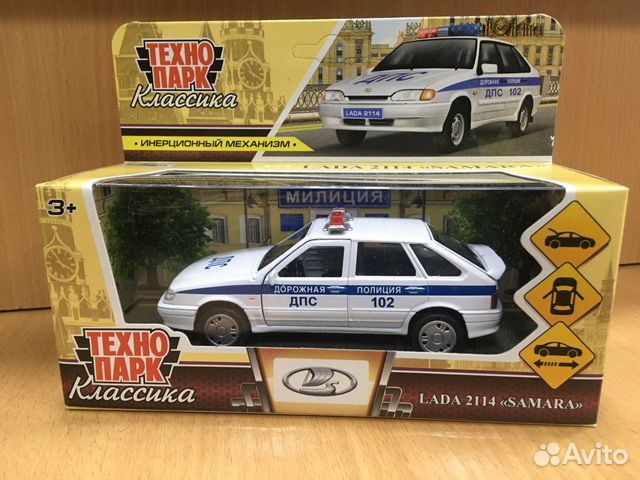 ТЕХНО
ПАРК
Классика
ИНЕРЦИОННЫЙ МЕХАНИЗМ
ДПС
ДОРОЖНАЯ ПОЛИЦИЯ
ДПС 102
LADA 2114
LADA 2114 «SAMARA»
3+
МИЛИЦИЯ
ДПС
ДОРОЖНАЯ ПОЛИЦИЯ
ДПС 102
ТЕХНО
ПАРК
Классика
LADA 2114 «SAMARA»
Avito